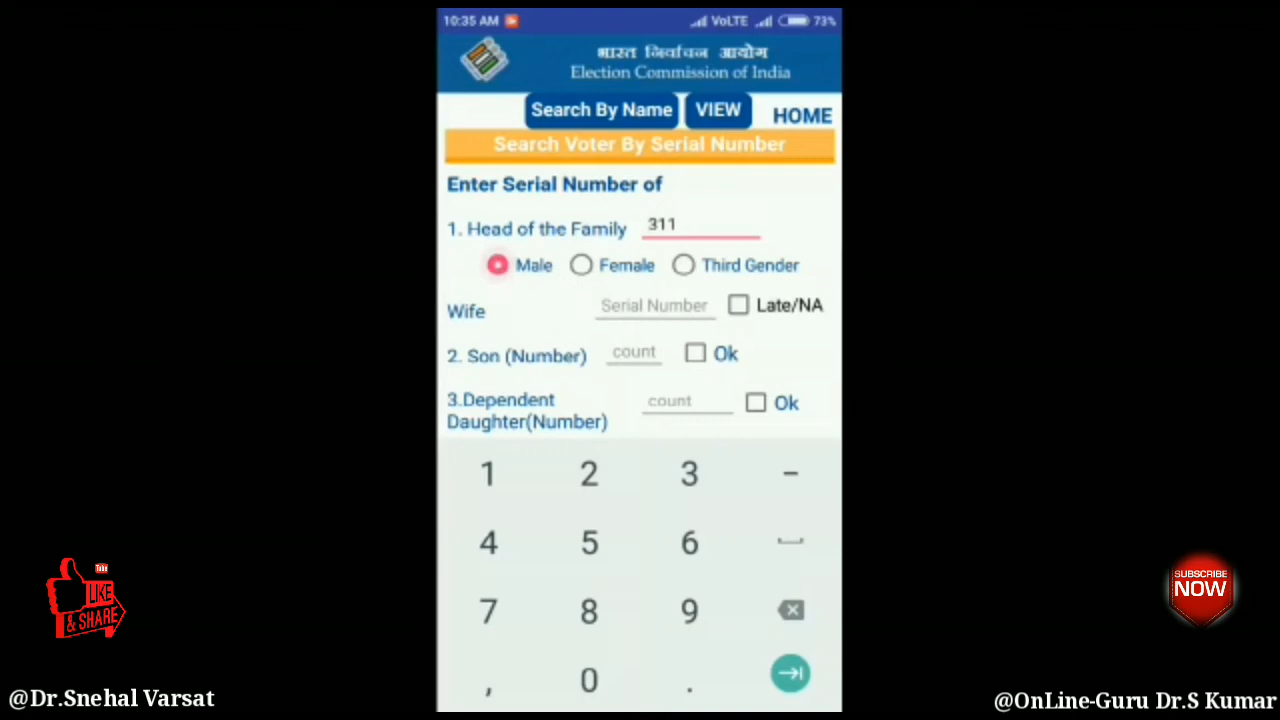 10:35 AM VoLTE 73%
भारत निर्वाचन आयोग
Election Commission of India
Search By Name VIEW HOME
Search Voter By Serial Number
Enter Serial Number of
1. Head of the Family 311
Male Female Third Gender
Wife Serial Number Late/NA
2. Son (Number) count Ok
3.Dependent
Daughter(Number) count Ok
1 2 3 -
4 5 6
7 8 9
, 0 .
You Tube
LIKE
& SHARE
SUBSCRIBE
NOW
@Dr.Snehal Varsat
@OnLine-Guru Dr.S Kumar